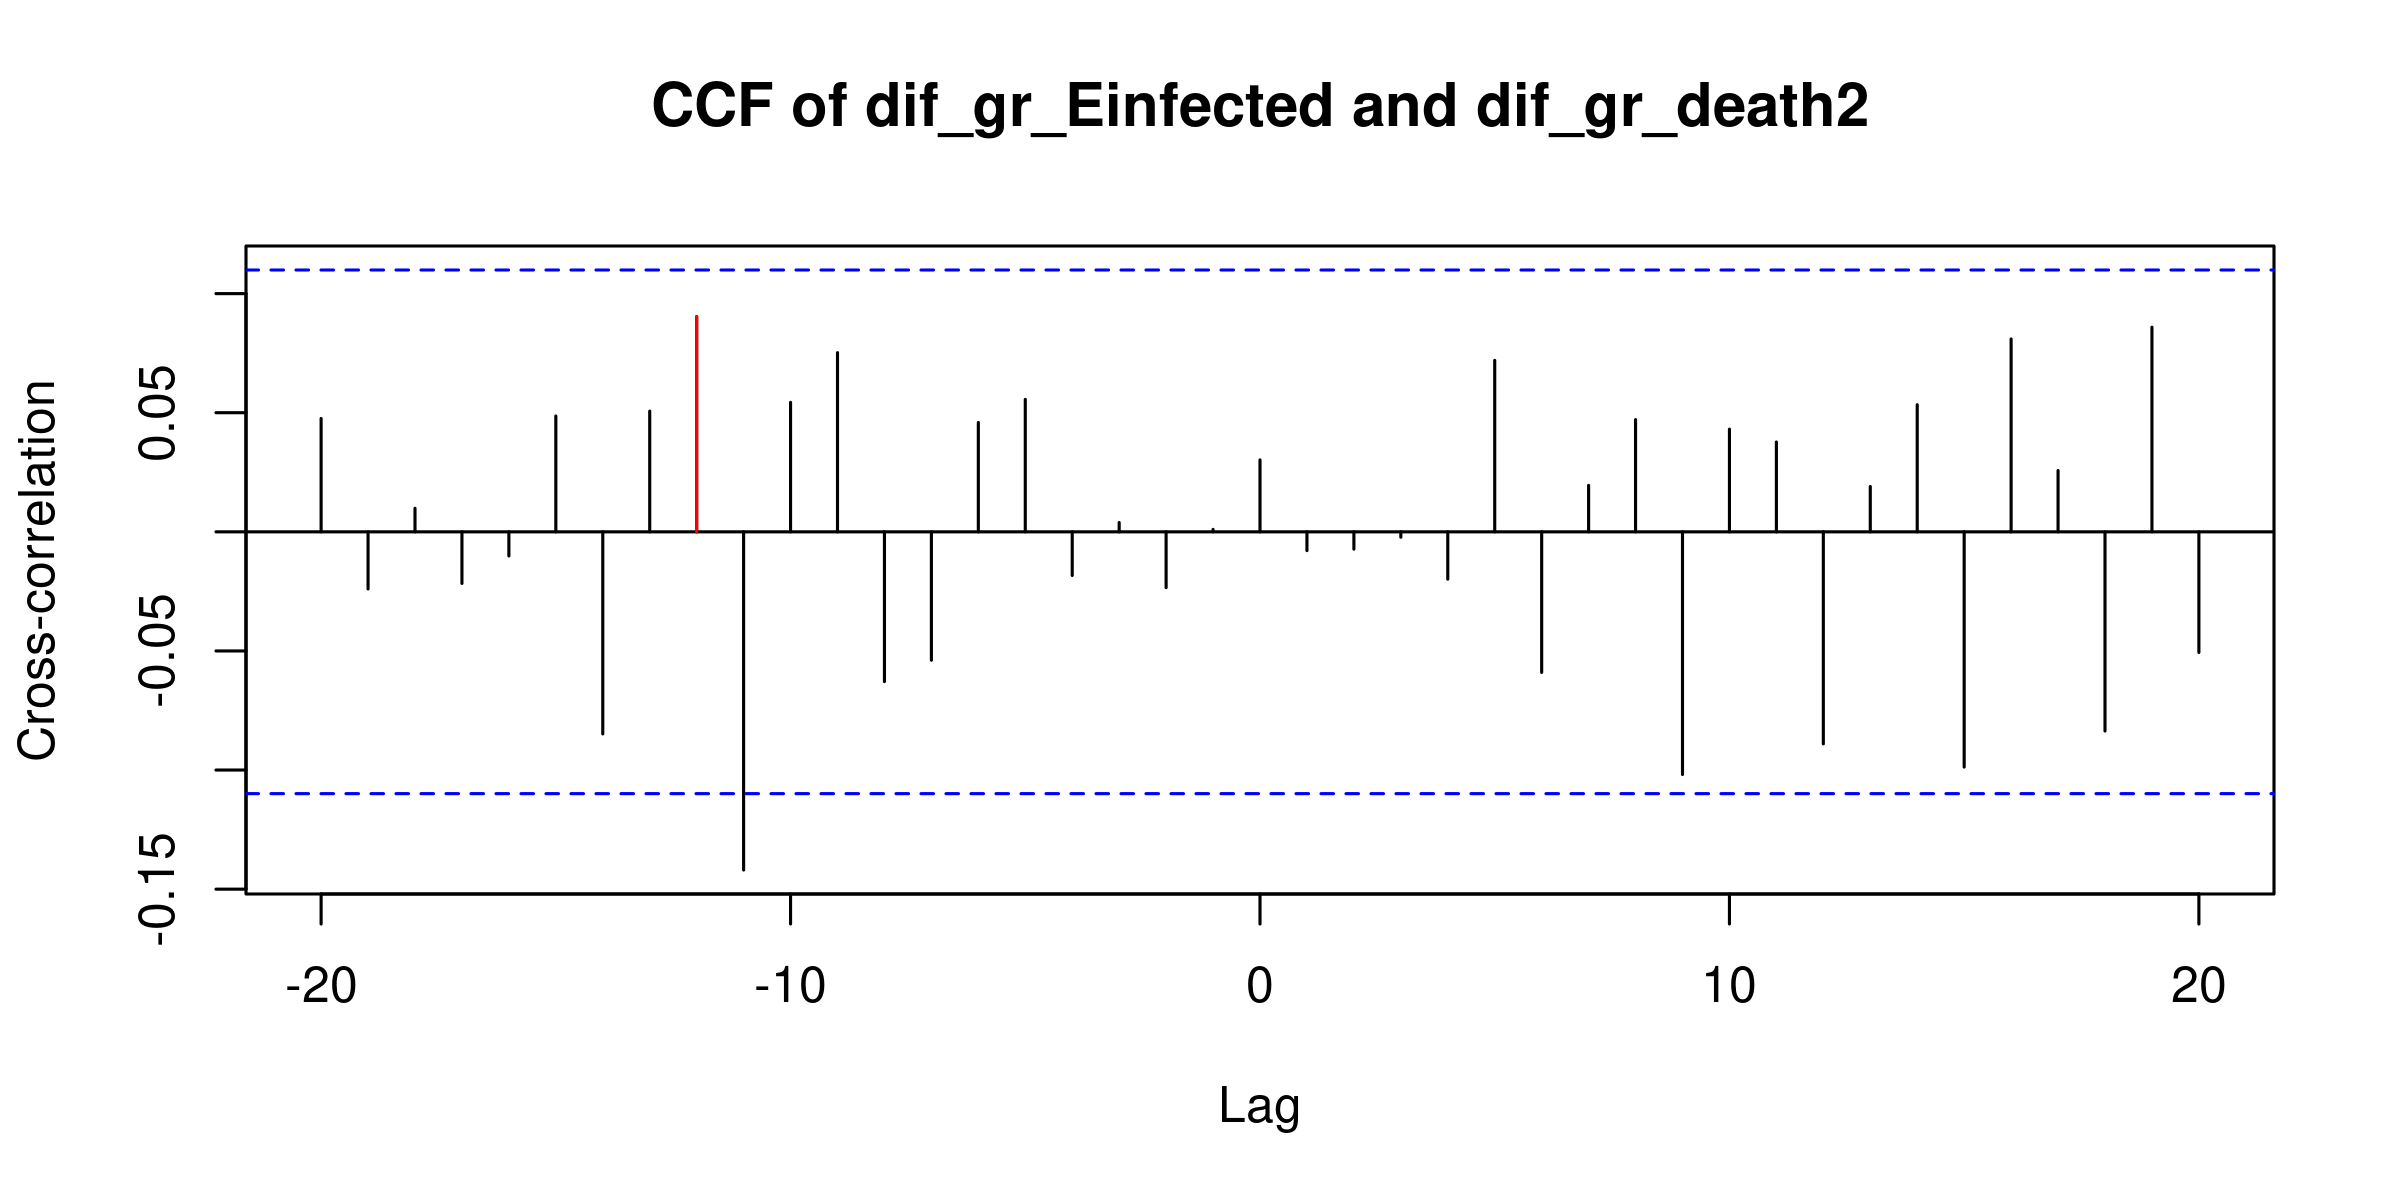 CCF of dif_gr_Einfected and dif_gr_death2
Cross-correlation
0.05
-0.05
-0.15
-20
-10
0
10
20
Lag